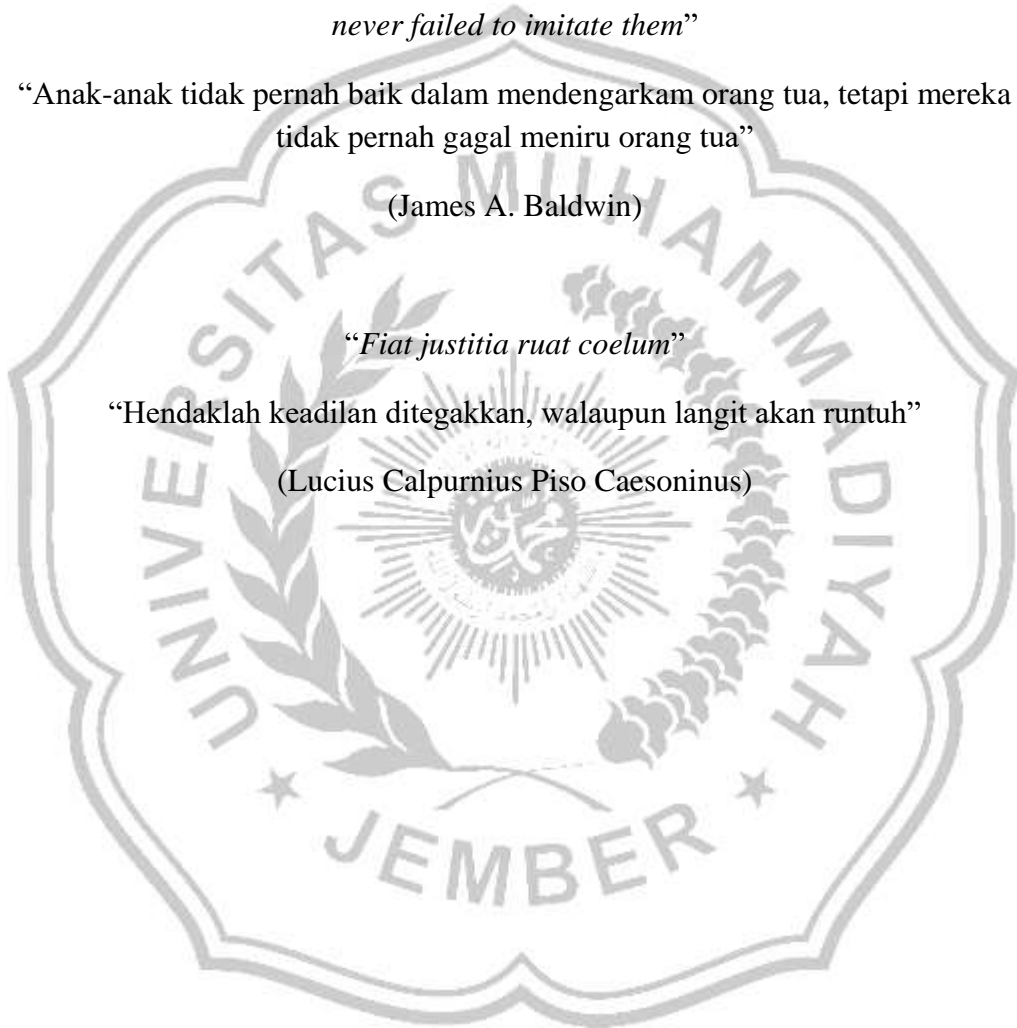 never failed to imitate them”
“Anak-anak tidak pernah baik dalam mendengarkam orang tua, tetapi mereka
tidak pernah gagal meniru orang tua”
(James A. Baldwin)
“Fiat justitia ruat coelum”
“Hendaklah keadilan ditegakkan, walaupun langit akan runtuh”
(Lucius Calpurnius Piso Caesoninus)
UNIVERSITAS MUHAMMADIYAH
JEMBER